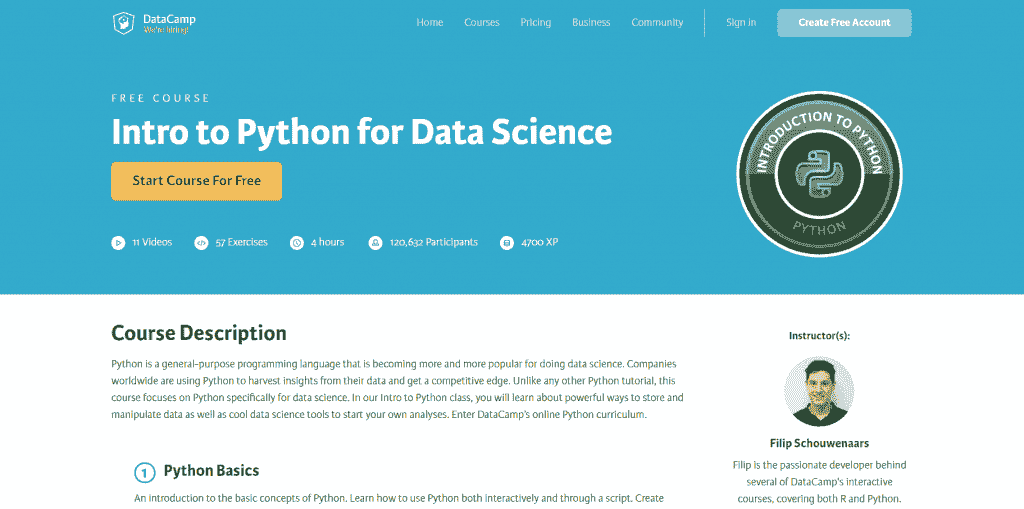 DataCamp
We're hiring!
Home Courses Pricing Business Community Sign in Create Free Account
FREE COURSE
Intro to Python for Data Science
Start Course For Free
11 Videos 57 Exercises 4 hours 120,632 Participants 4700 XP
INTRODUCTION TO PYTHON
PYTHON
Course Description
Python is a general-purpose programming language that is becoming more and more popular for doing data science. Companies
worldwide are using Python to harvest insights from their data and get a competitive edge. Unlike any other Python tutorial, this
course focuses on Python specifically for data science. In our Intro to Python class, you will learn about powerful ways to store and
manipulate data as well as cool data science tools to start your own analyses. Enter DataCamp's online Python curriculum.
1 Python Basics
An introduction to the basic concepts of Python. Learn how to use Python both interactively and through a script. Create
Instructor(s):
Filip Schouwenaars
Filip is the passionate developer behind
several of DataCamp's interactive
courses, covering both R and Python.